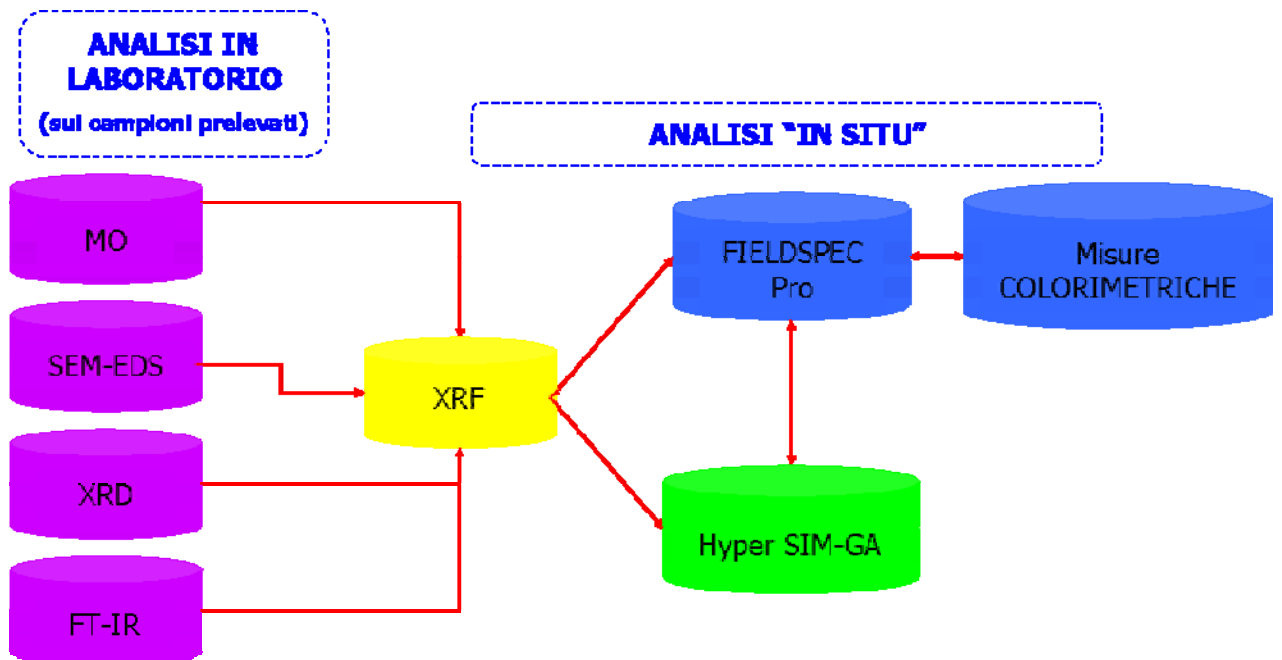 ANALISI IN
LABORATORIO
(sui campioni prelevati)
ANALISI “IN SITU”
MO
SEM-EDS
XRD
FT-IR
XRF
FIELDSPEC
Pro
Misure
COLORIMETRICHE
Hyper SIM-GA